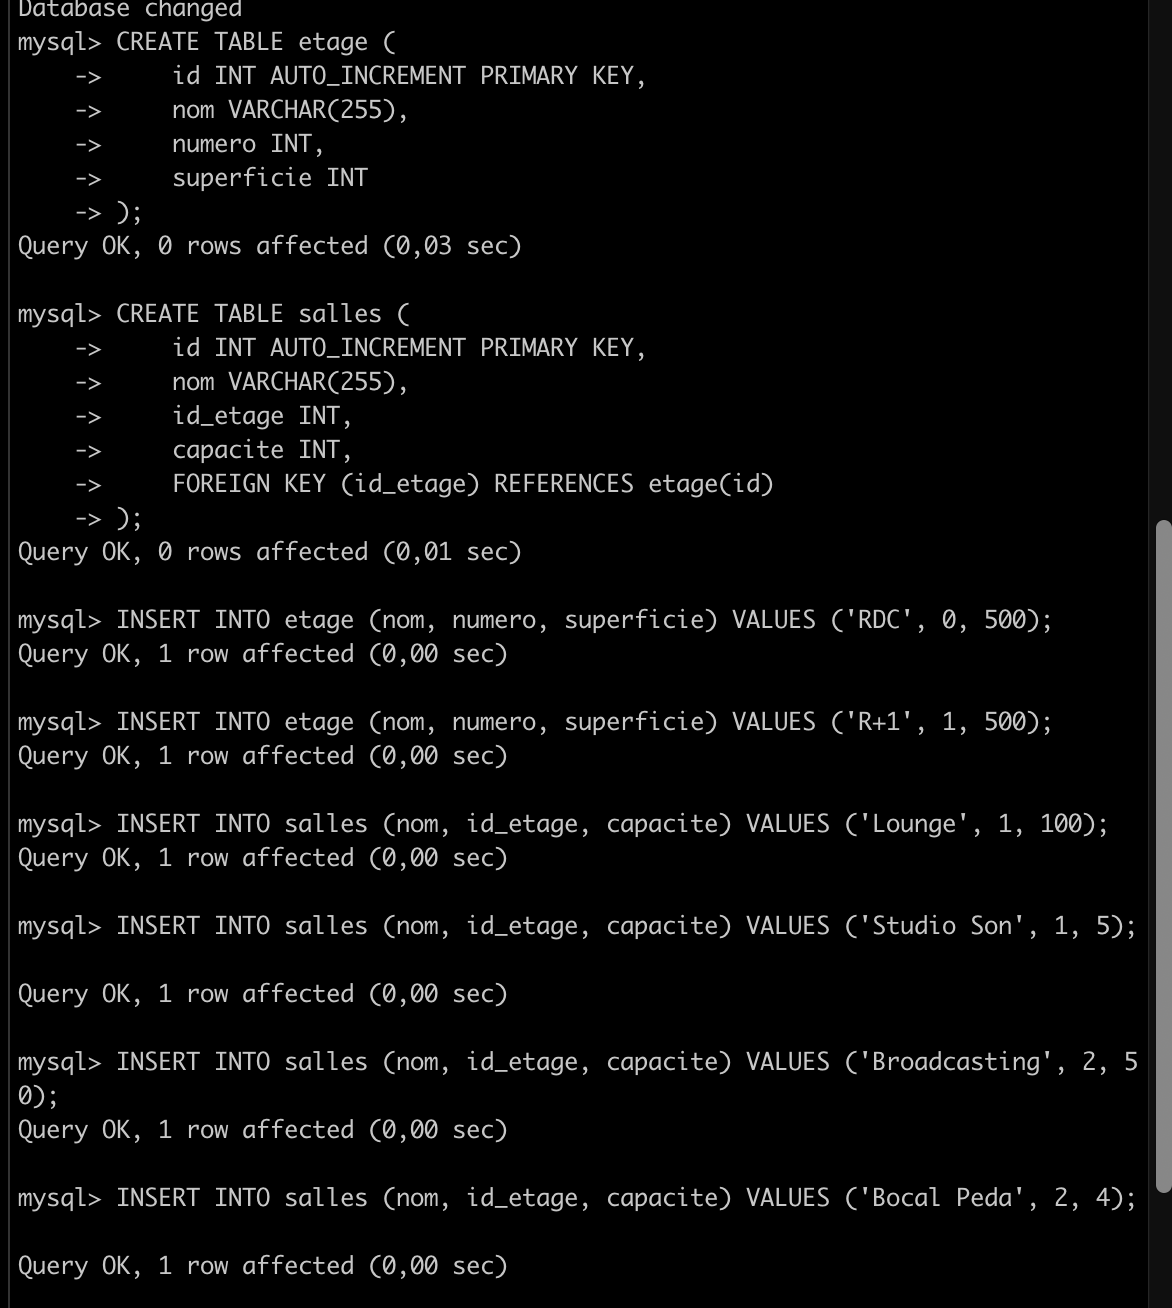 Database changed
mysql> CREATE TABLE etage (
    ->     id INT AUTO_INCREMENT PRIMARY KEY,
    ->     nom VARCHAR(255),
    ->     numero INT,
    ->     superficie INT
    -> );
Query OK, 0 rows affected (0,03 sec)

mysql> CREATE TABLE salles (
    ->     id INT AUTO_INCREMENT PRIMARY KEY,
    ->     nom VARCHAR(255),
    ->     id_etage INT,
    ->     capacite INT,
    ->     FOREIGN KEY (id_etage) REFERENCES etage(id)
    -> );
Query OK, 0 rows affected (0,01 sec)

mysql> INSERT INTO etage (nom, numero, superficie) VALUES ('RDC', 0, 500);
Query OK, 1 row affected (0,00 sec)

mysql> INSERT INTO etage (nom, numero, superficie) VALUES ('R+1', 1, 500);
Query OK, 1 row affected (0,00 sec)

mysql> INSERT INTO salles (nom, id_etage, capacite) VALUES ('Lounge', 1, 100);
Query OK, 1 row affected (0,00 sec)

mysql> INSERT INTO salles (nom, id_etage, capacite) VALUES ('Studio Son', 1, 5);

Query OK, 1 row affected (0,00 sec)

mysql> INSERT INTO salles (nom, id_etage, capacite) VALUES ('Broadcasting', 2, 5
0);
Query OK, 1 row affected (0,00 sec)

mysql> INSERT INTO salles (nom, id_etage, capacite) VALUES ('Bocal Peda', 2, 4);

Query OK, 1 row affected (0,00 sec)